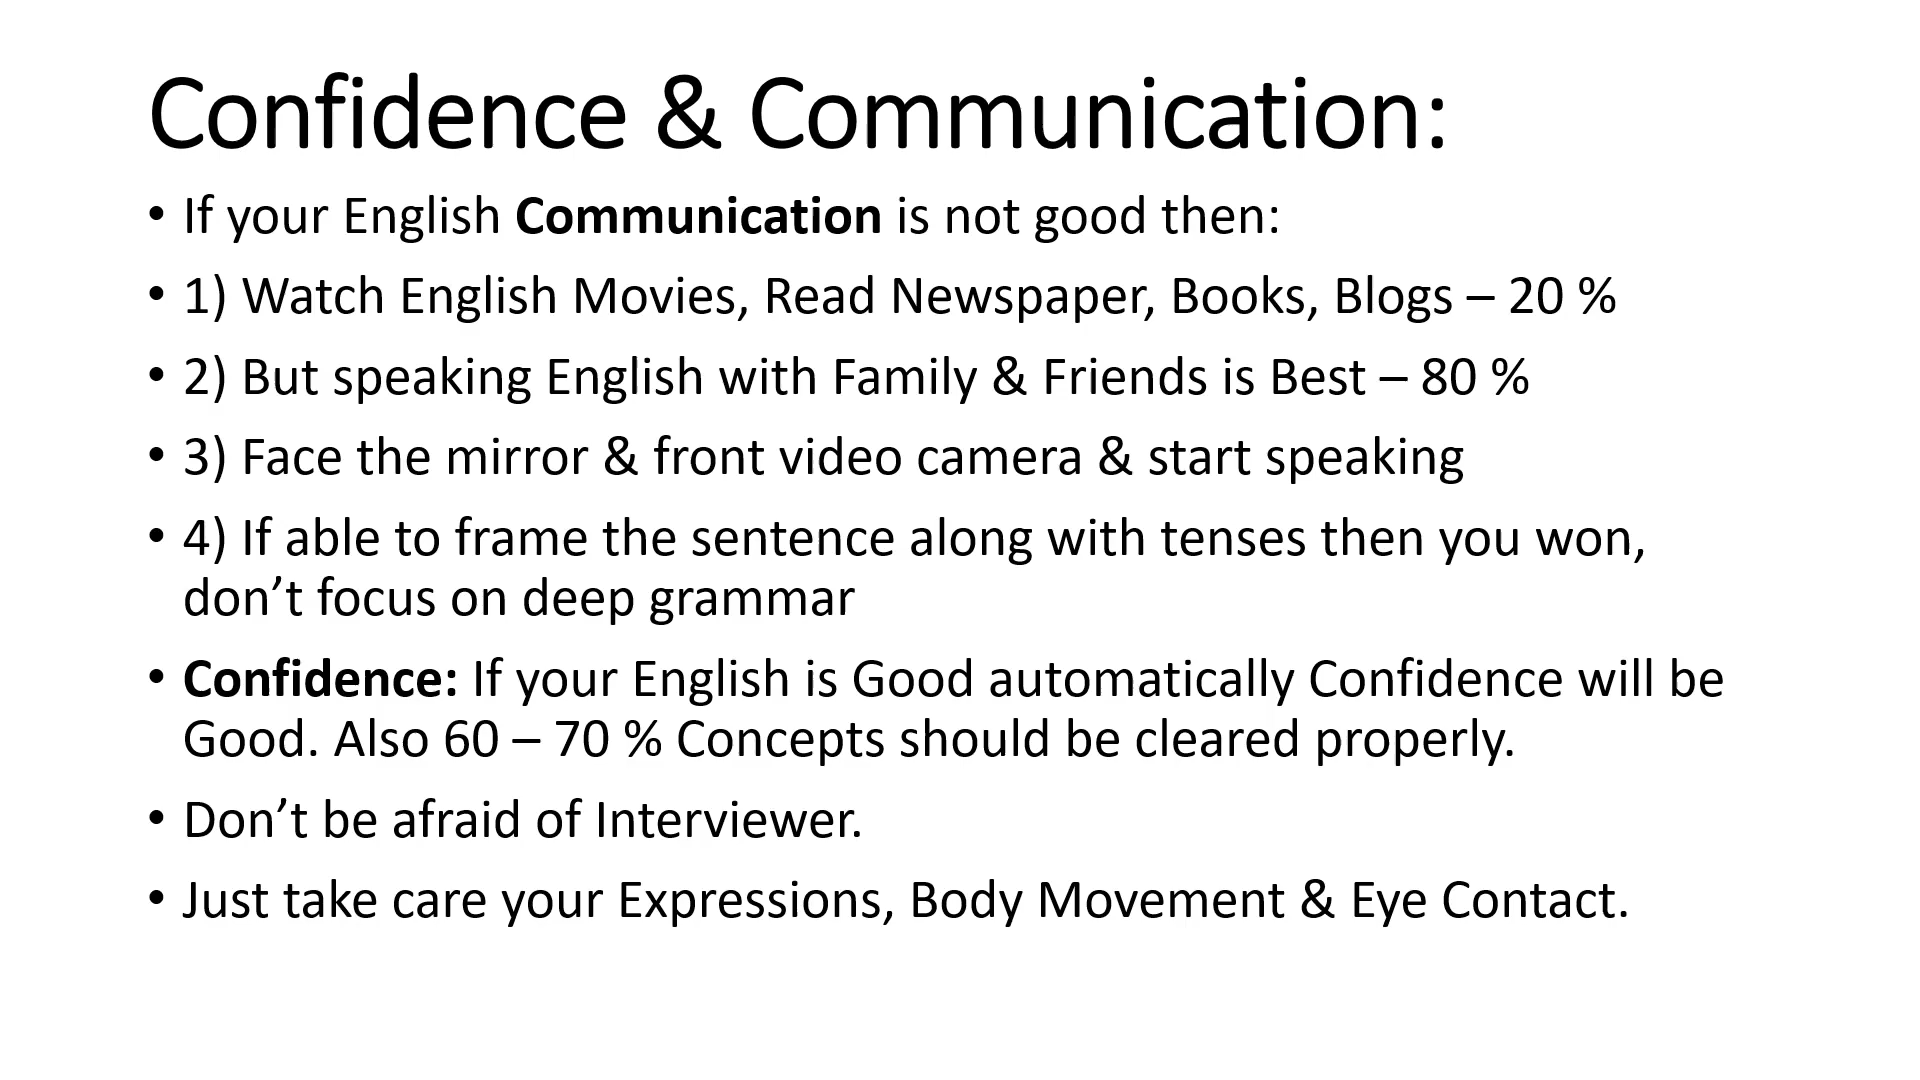 Confidence & Communication:
• If your English Communication is not good then:
• 1) Watch English Movies, Read Newspaper, Books, Blogs – 20 %
• 2) But speaking English with Family & Friends is Best – 80 %
• 3) Face the mirror & front video camera & start speaking
• 4) If able to frame the sentence along with tenses then you won,
don’t focus on deep grammar
• Confidence: If your English is Good automatically Confidence will be
Good. Also 60 – 70 % Concepts should be cleared properly.
• Don’t be afraid of Interviewer.
• Just take care your Expressions, Body Movement & Eye Contact.